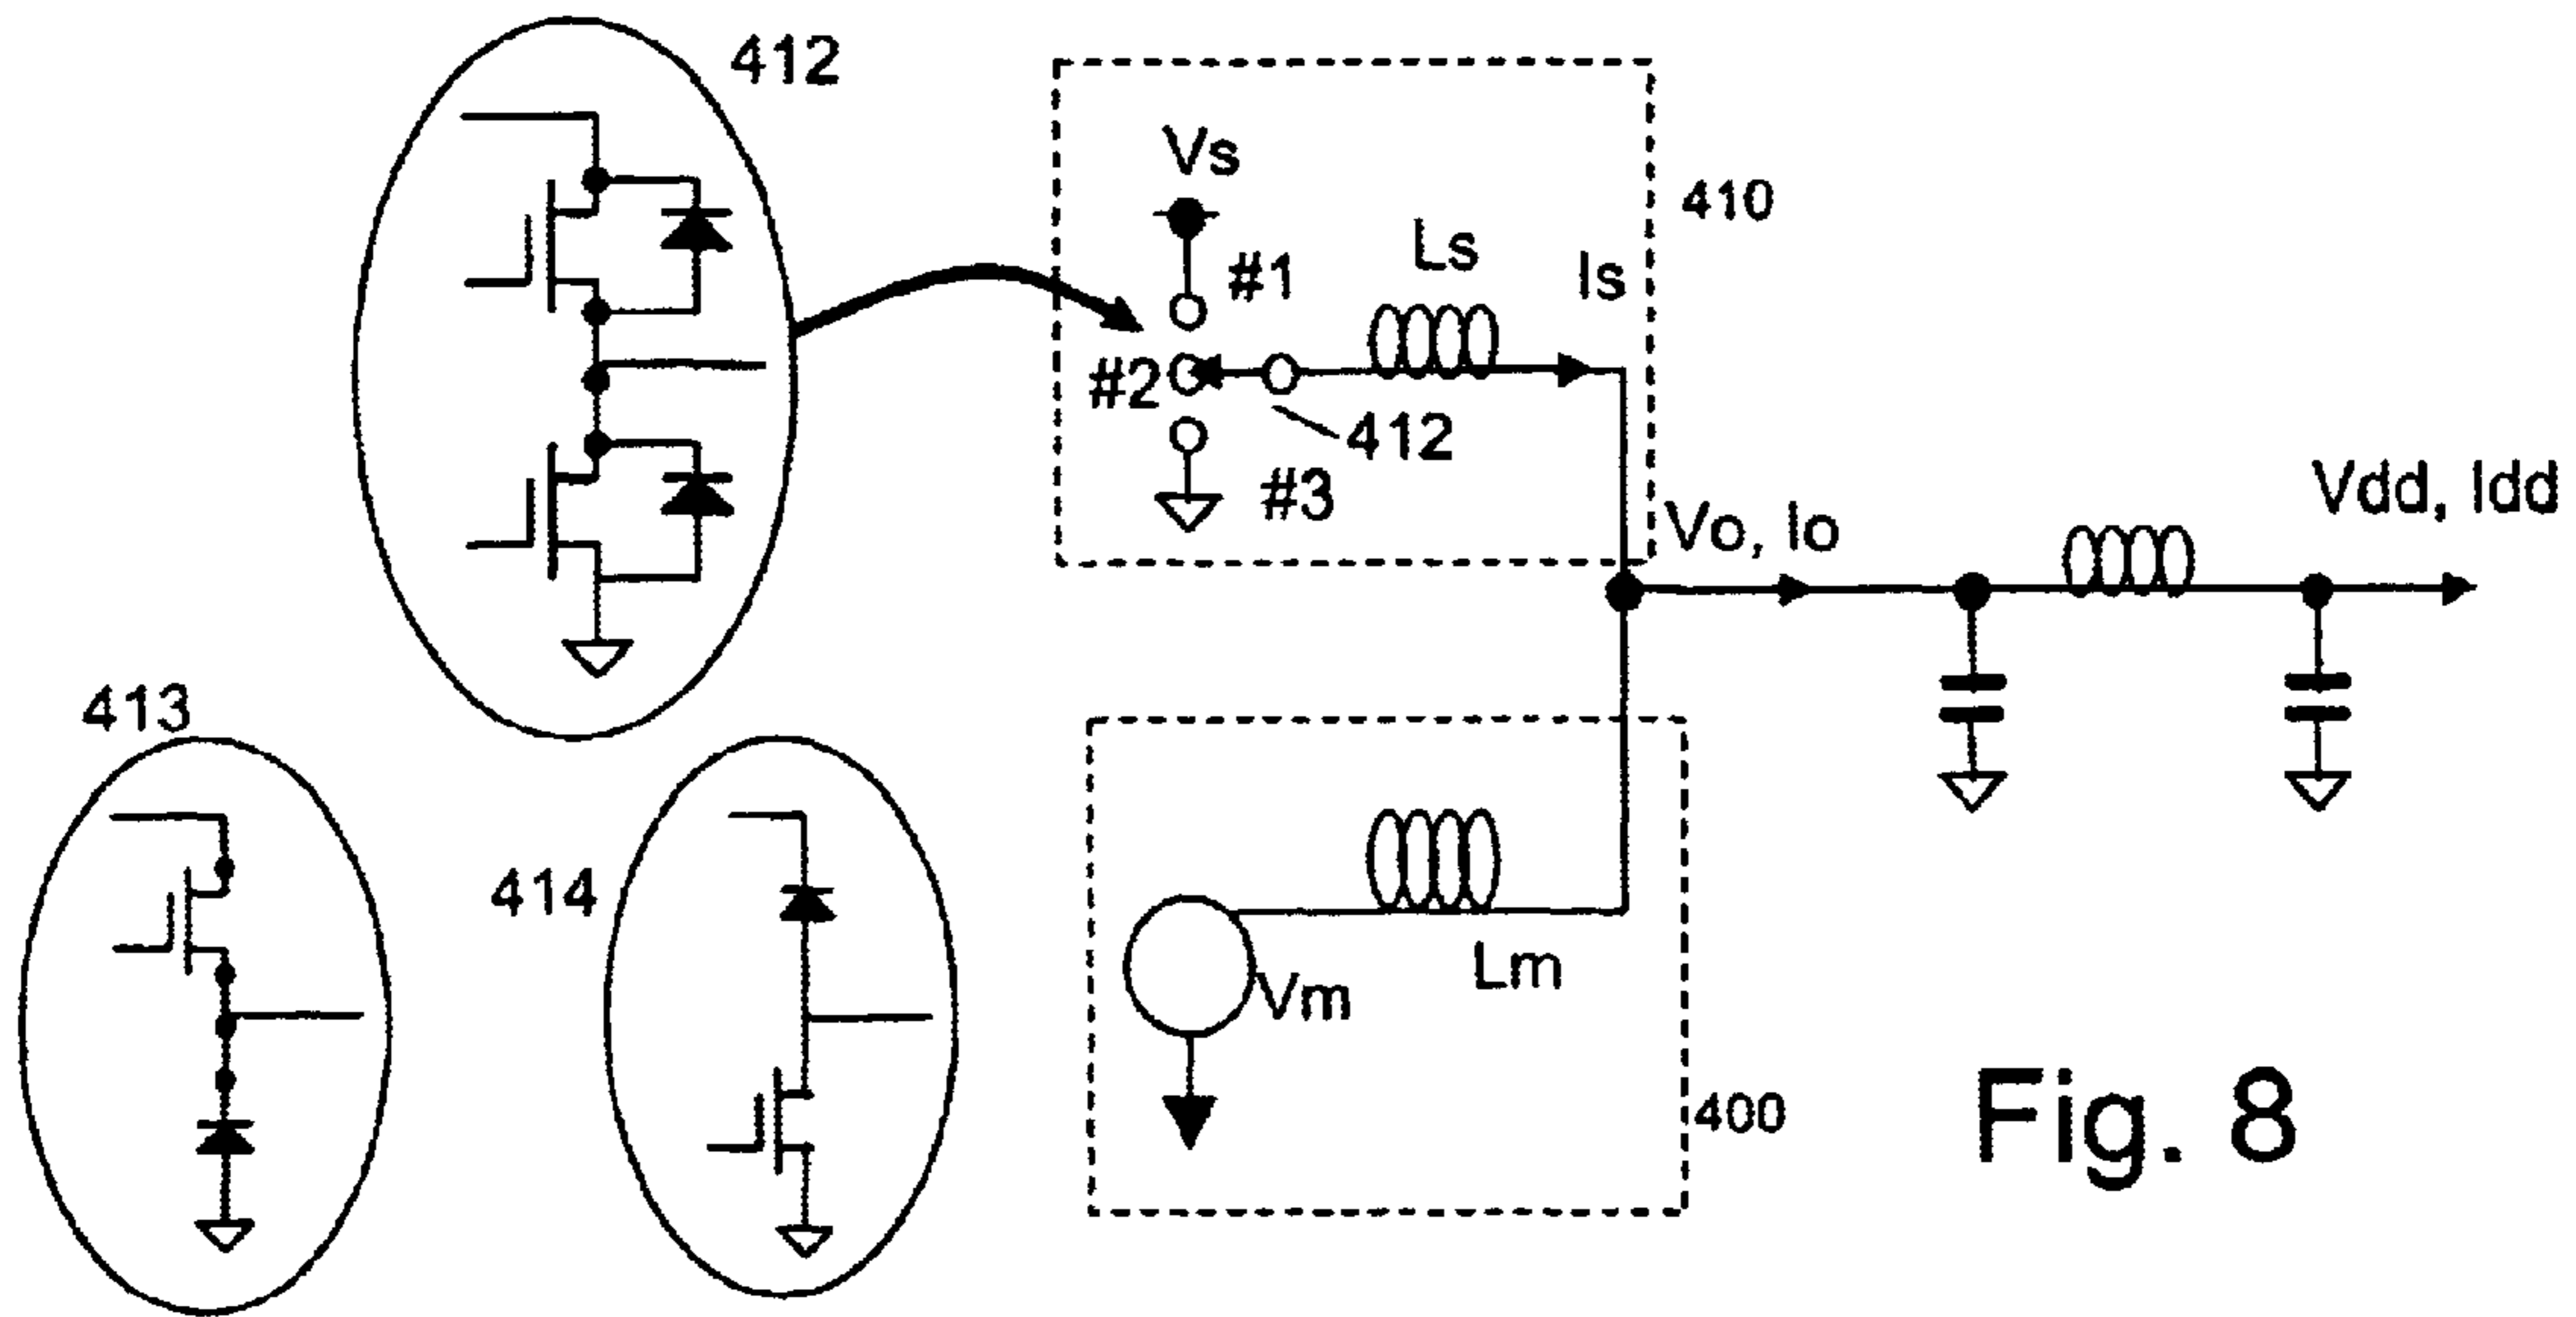 412
Vs
410
#1
Ls
Is
#2
412
#3
Vo, Io
Vdd, Idd
413
414
Vm
Lm
400
Fig. 8